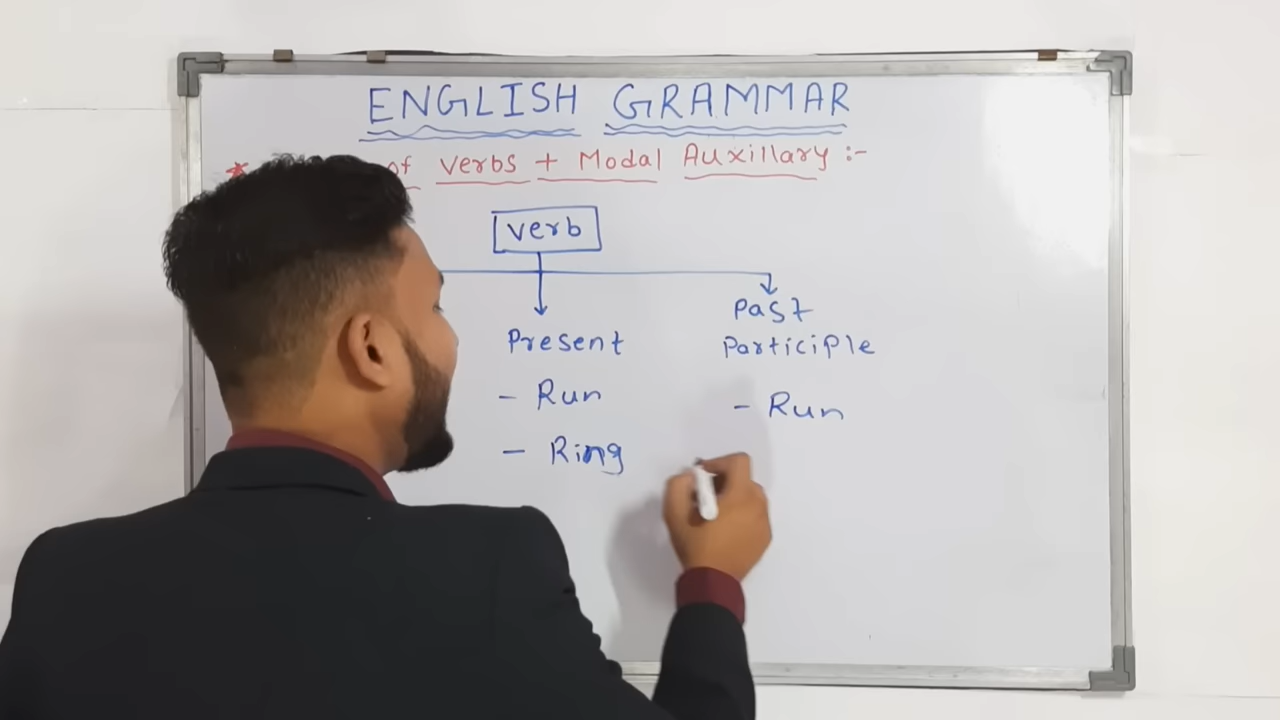 ENGLISH GRAMMAR
* of Verbs + Modal Auxillary :-
Verb
Present
Past
Participle
- Run
- Run
- Ring